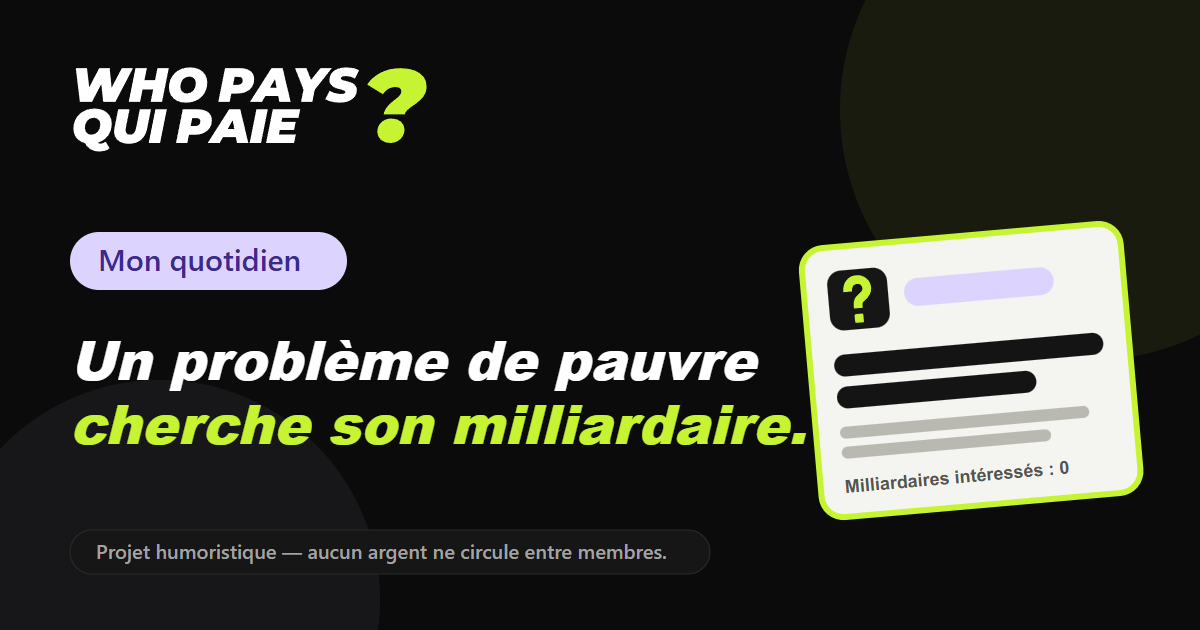 WHO PAYS
QUI PAIE
?
Mon quotidien
Un problème de pauvre
cherche son milliardaire.
?
Milliardaires intéressés : 0
Projet humoristique — aucun argent ne circule entre membres.